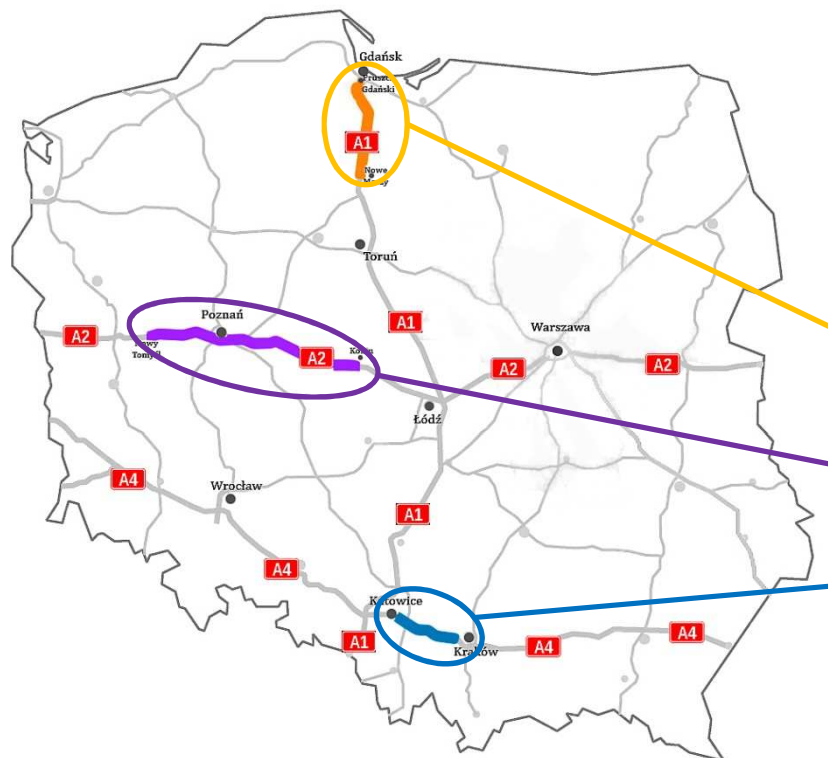 Gdańsk
Gdański
A1
Nowe
Toruń
Poznań
A1
Warszawa
A2
A2
A2
A2
Łódź
A4
Wrocław
A1
A4
Katowice
A4
A4
A1
Kraków